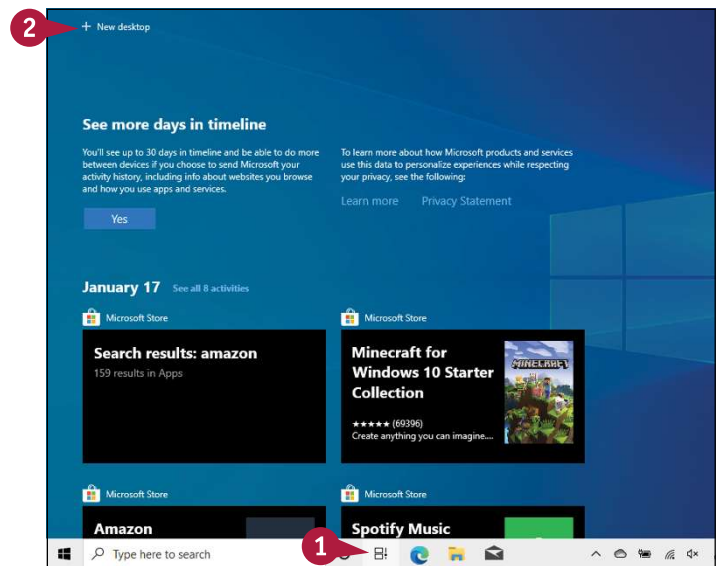 2
+ New desktop
See more days in timeline
You'll see up to 30 days in timeline and be able to do more
between devices if you choose to send Microsoft your
activity history, including info about websites you browse
and how you use apps and services.
Yes
To learn more about how Microsoft products and services
use this data to personalize experiences while respecting
your privacy, see the following:
Learn more Privacy Statement
January 17 See all 8 activities
Microsoft Store
Search results: amazon
159 results in Apps
Microsoft Store
Minecraft for
Windows 10 Starter
Collection
★★★★★ (69396)
Create anything you can imagine....
MINECRAFT
Microsoft Store
Amazon
Microsoft Store
Spotify Music
Type here to search
1